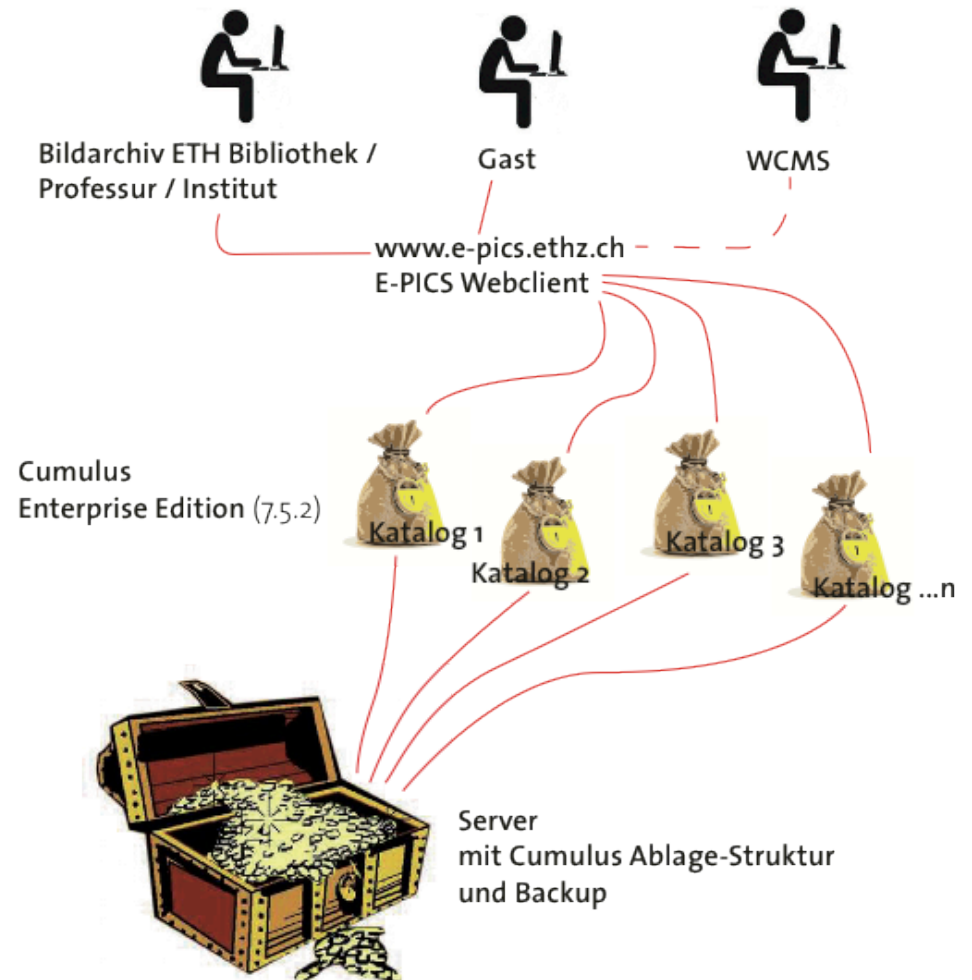 Bildarchiv ETH Bibliothek /
Professur / Institut
Gast
WCMS
www.e-pics.ethz.ch
E-PICS Webclient
Cumulus
Enterprise Edition (7.5.2)
Katalog 1
Katalog 2
Katalog 3
Katalog ...n
Server
mit Cumulus Ablage-Struktur
und Backup